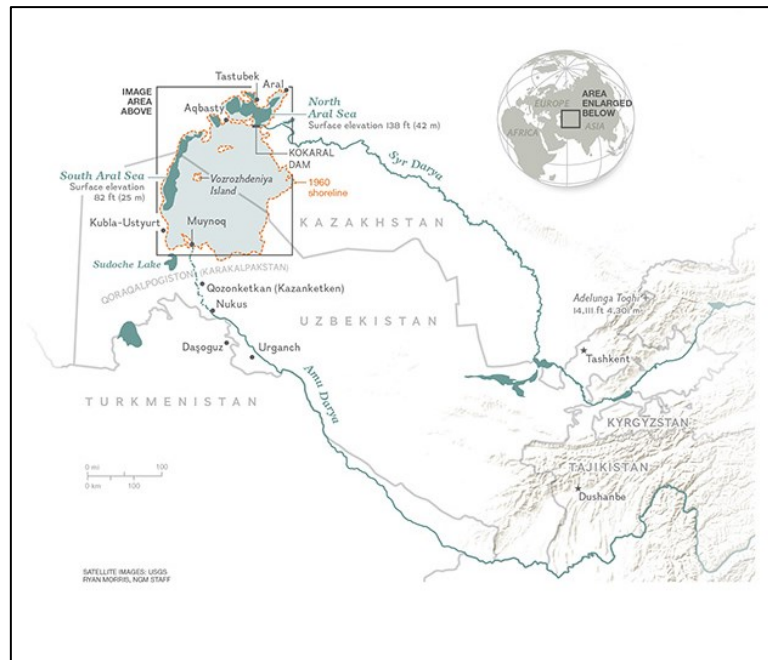 IMAGE
AREA
ABOVE
Tastubek
Aral
Aqbasty
North
Aral Sea
Surface elevation 138 ft (42 m)
KOKARAL
DAM
South Aral Sea
Surface elevation
82 ft (25 m)
Vozrozhdeniya
Island
1960
shoreline
Syr Darya
Kubla-Ustyurt
Muynoq
KAZAKHSTAN
Sudoche Lake
QORAQALPOGISTON (KARAKALPAKSTAN)
Qozonketkan (Kazanketken)
Nukus
UZBEKISTAN
Daşoguz
Urganch
Amu Darya
TURKMENISTAN
EUROPE
ASIA
AFRICA
AREA
ENLARGED
BELOW
Adelunga Toghi
14,111 ft 4,301 m
Tashkent
KYRGYZSTAN
TAJIKISTAN
Dushanbe
0 mi 100
0 km 100
SATELLITE IMAGES: USGS
RYAN MORRIS, NGM STAFF